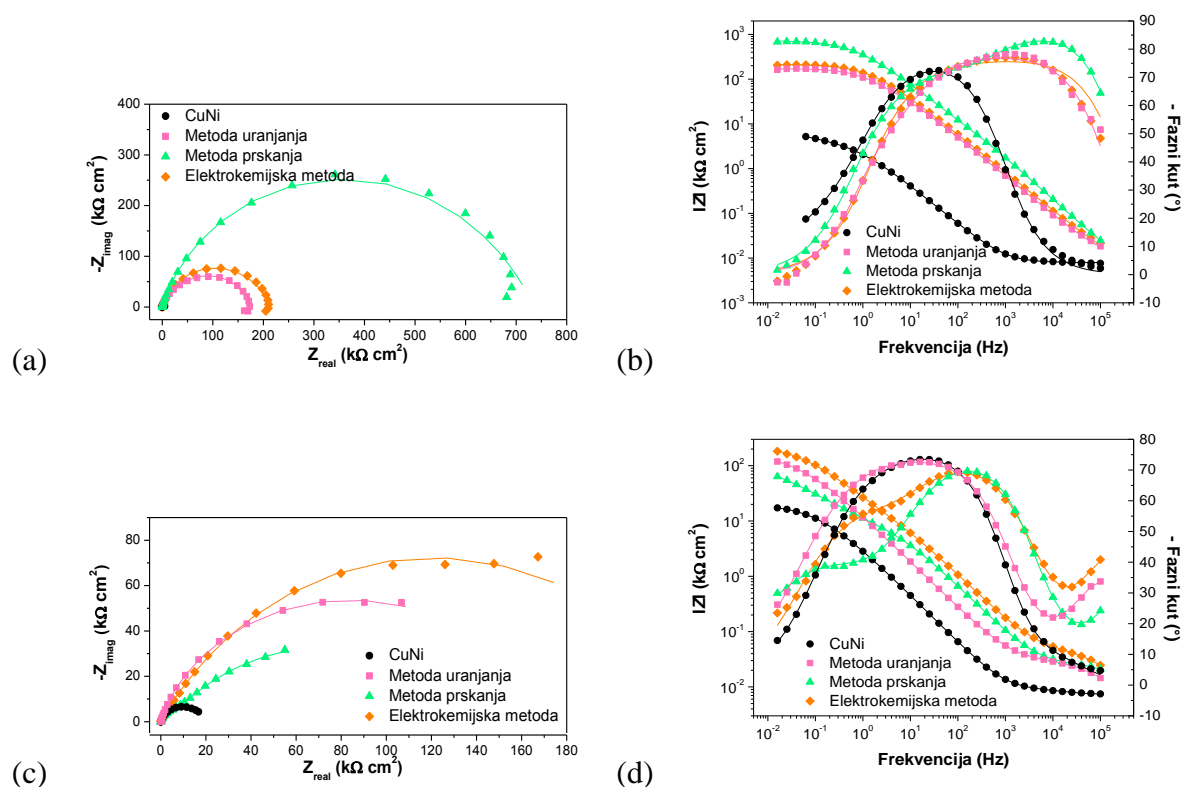 400
300
200
100
0
-Z_imag (kΩ cm²)
CuNi
Metoda uranjanja
Metoda prskanja
Elektrokemijska metoda
0 100 200 300 400 500 600 700 800
Z_real (kΩ cm²)
(a)
10³
10²
10¹
10⁰
10⁻¹
10⁻²
10⁻³
|Z| (kΩ cm²)
90
80
70
60
50
40
30
20
10
0
-10
- Fazni kut (°)
CuNi
Metoda uranjanja
Metoda prskanja
Elektrokemijska metoda
10⁻² 10⁻¹ 10⁰ 10¹ 10² 10³ 10⁴ 10⁵
Frekvencija (Hz)
(b)
80
60
40
20
0
-Z_imag (kΩ cm²)
CuNi
Metoda uranjanja
Metoda prskanja
Elektrokemijska metoda
0 20 40 60 80 100 120 140 160 180
Z_real (kΩ cm²)
(c)
10²
10¹
10⁰
10⁻¹
10⁻²
|Z| (kΩ cm²)
80
70
60
50
40
30
20
10
0
-10
- Fazni kut (°)
CuNi
Metoda uranjanja
Metoda prskanja
Elektrokemijska metoda
10⁻² 10⁻¹ 10⁰ 10¹ 10² 10³ 10⁴ 10⁵
Frekvencija (Hz)
(d)